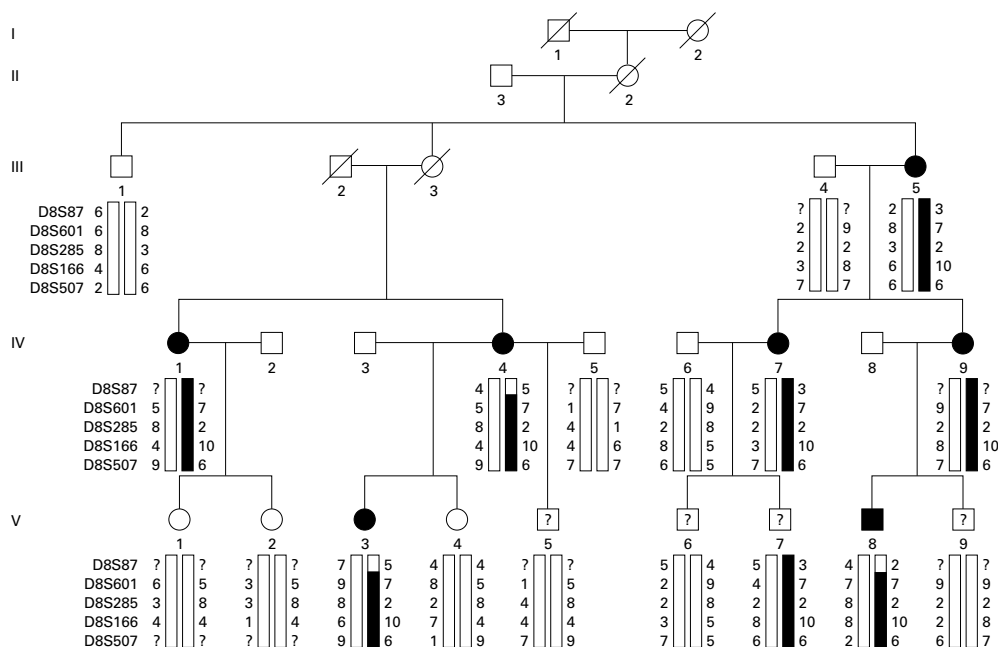 I
1 2
II
3 2
III
2 3 4 5
1
D8S87 6 2 ? ? 2 3
D8S601 6 8 2 9 8 7
D8S285 8 3 2 2 3 2
D8S166 4 6 3 8 6 10
D8S507 2 6 7 7 6 6
IV
1 2 3 4 5 6 7 8 9
D8S87 ? ? 4 5 ? ? 5 4 5 3 ? ?
D8S601 5 7 5 7 1 7 4 9 2 7 9 7
D8S285 8 2 8 2 4 1 2 8 2 2 2 2
D8S166 4 10 4 10 4 6 8 5 3 10 8 10
D8S507 9 6 9 6 7 7 6 5 7 6 7 6
V ? ? ? ?
1 2 3 4 5 6 7 8 9
D8S87 ? ? ? ? 7 5 4 4 ? ? 5 4 5 3 4 2 ? ?
D8S601 6 5 3 5 9 7 8 5 1 5 2 9 4 7 7 7 9 9
D8S285 3 8 3 8 8 2 2 8 4 8 2 8 2 2 8 2 2 2
D8S166 4 4 1 4 6 10 7 4 4 4 3 5 8 10 8 10 2 8
D8S507 ? ? ? ? 9 6 1 9 7 9 7 5 6 6 2 6 6 7